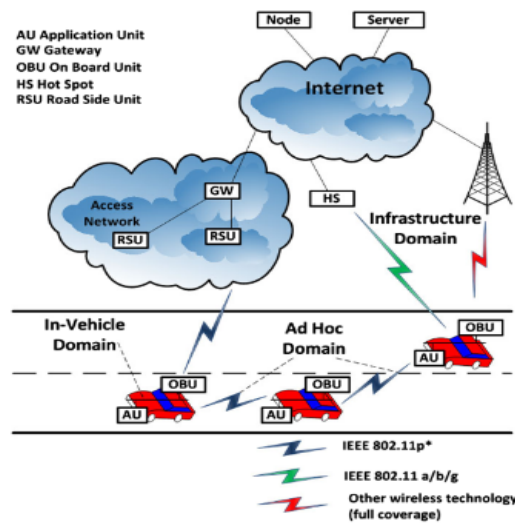 AU Application Unit
GW Gateway
OBU On Board Unit
HS Hot Spot
RSU Road Side Unit
Node
Server
Internet
GW
Access
Network
RSU
RSU
HS
Infrastructure
Domain
In-Vehicle
Domain
Ad Hoc
Domain
OBU
AU
OBU
AU
OBU
AU
IEEE 802.11p*
IEEE 802.11 a/b/g
Other wireless technology
(full coverage)